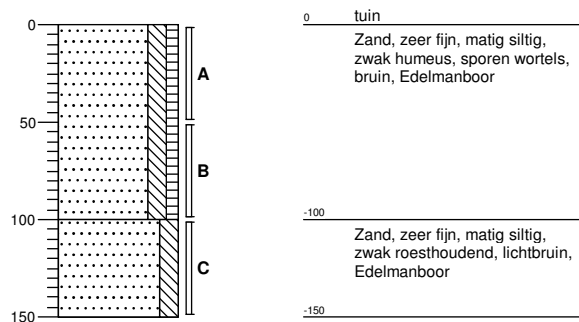 0
50
100
150
A
B
C
0 tuin
Zand, zeer fijn, matig siltig,
zwak humeus, sporen wortels,
bruin, Edelmanboor
-100
Zand, zeer fijn, matig siltig,
zwak roesthoudend, lichtbruin,
Edelmanboor
-150